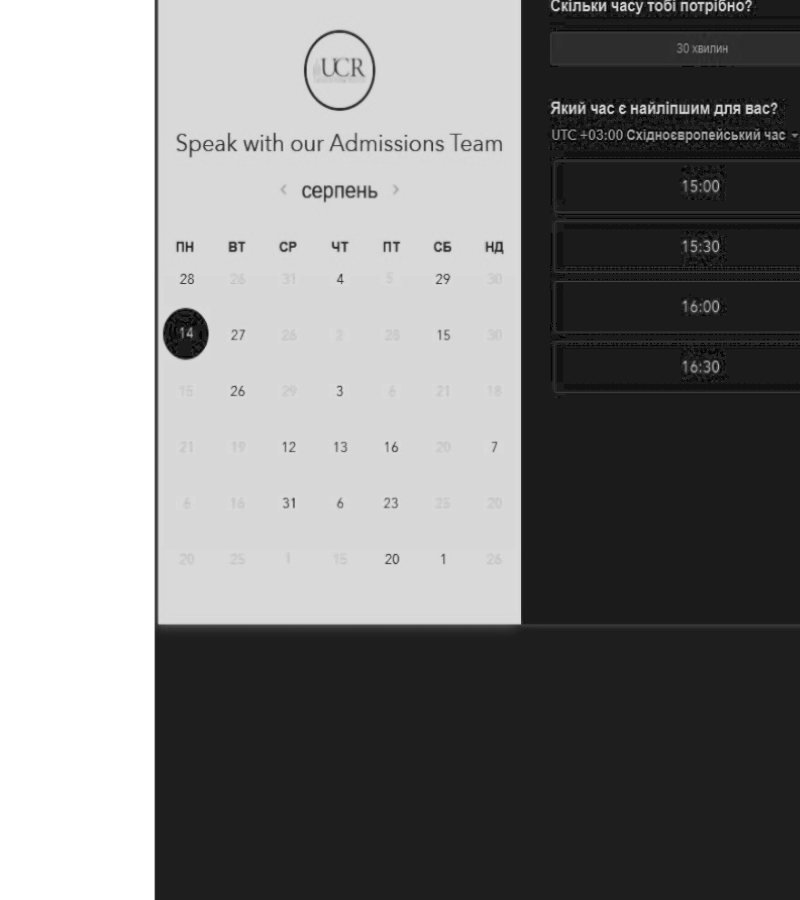 UCR
Speak with our Admissions Team
‹ серпень ›
ПН ВТ СР ЧТ ПТ СБ НД
28 26 31 4 5 29 30
14 27 26 2 28 15 30
15 26 29 3 6 21 18
21 19 12 13 16 20 7
6 16 31 6 23 25 20
20 25 1 15 20 1 26
Скільки часу тобі потрібно?
30 хвилин
Який час є найліпшим для вас?
UTC +03:00 Східноєвропейський час
15:00
15:30
16:00
16:30